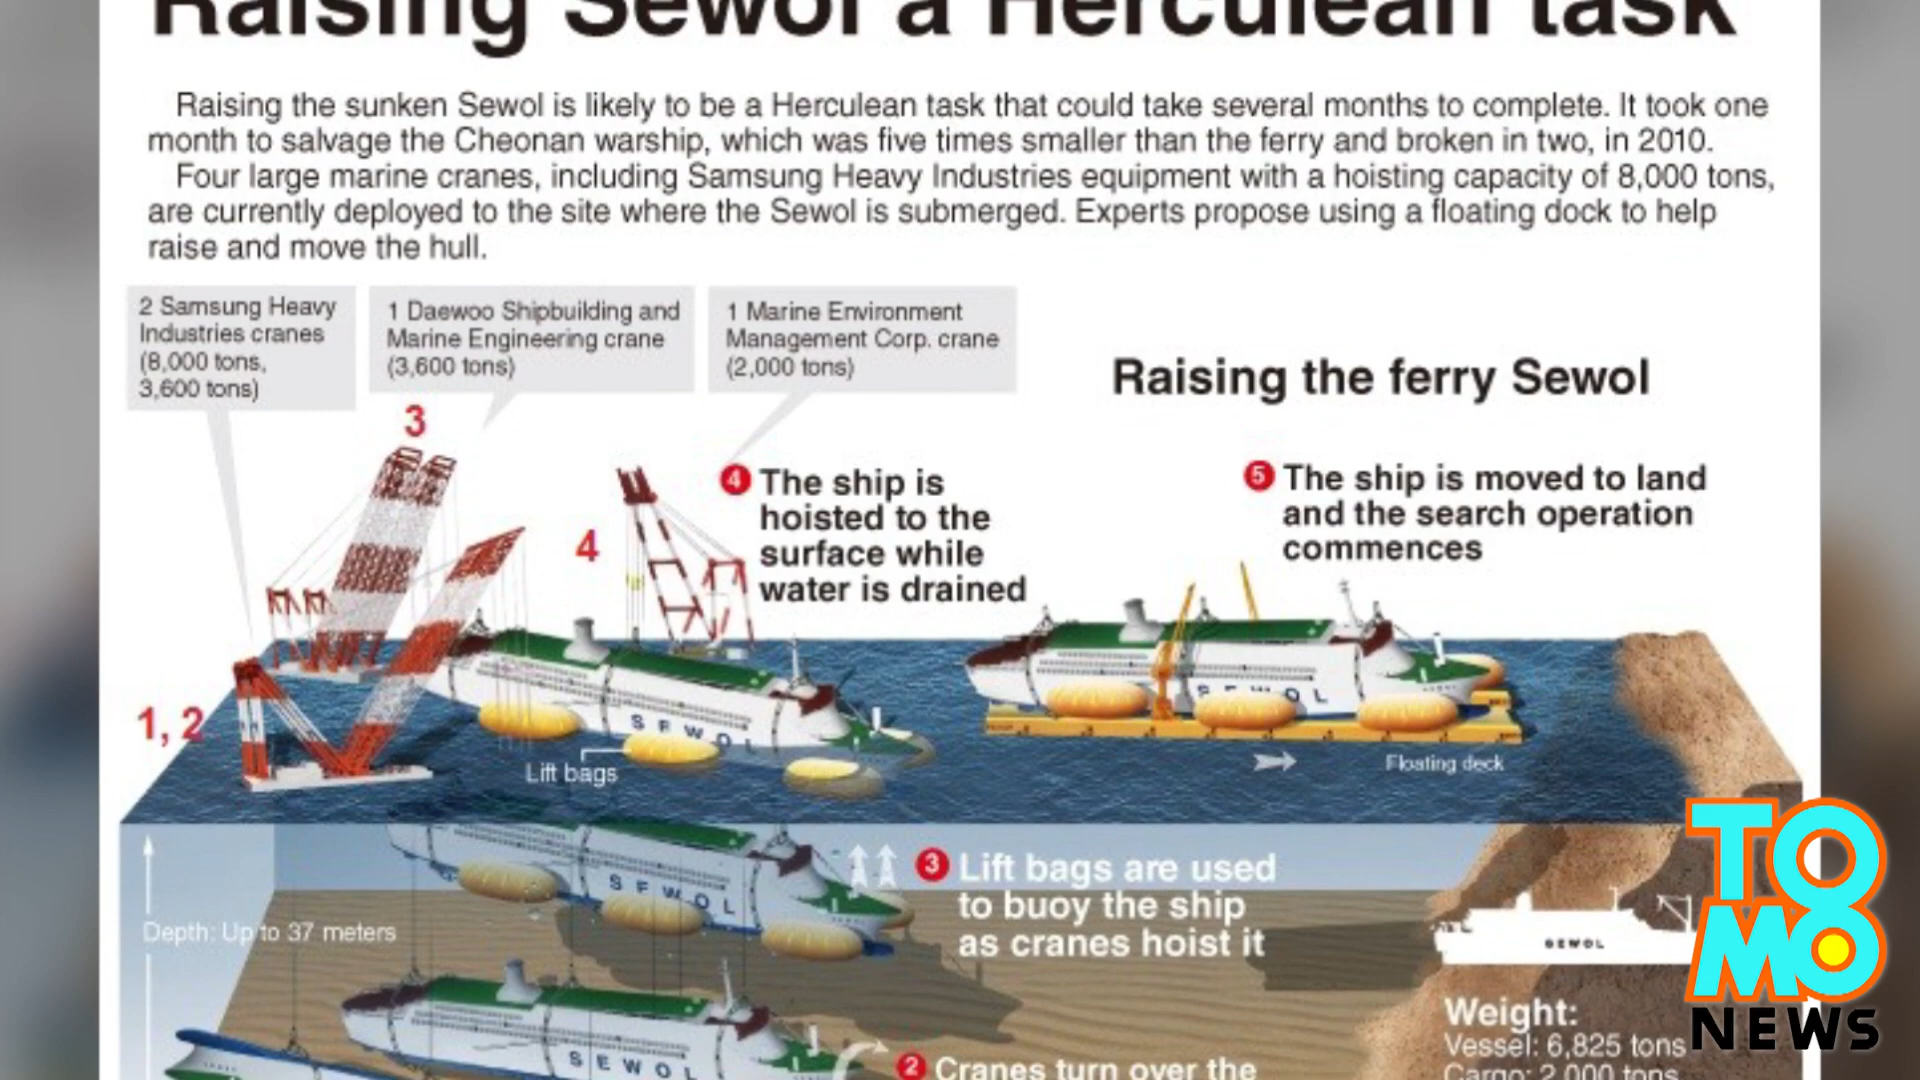 Raising Sewol a Herculean task
Raising the sunken Sewol is likely to be a Herculean task that could take several months to complete. It took one
month to salvage the Cheonan warship, which was five times smaller than the ferry and broken in two, in 2010.
Four large marine cranes, including Samsung Heavy Industries equipment with a hoisting capacity of 8,000 tons,
are currently deployed to the site where the Sewol is submerged. Experts propose using a floating dock to help
raise and move the hull.
2 Samsung Heavy
Industries cranes
(8,000 tons,
3,600 tons)
1 Daewoo Shipbuilding and
Marine Engineering crane
(3,600 tons)
1 Marine Environment
Management Corp. crane
(2,000 tons)
Raising the ferry Sewol
3
4
1, 2
4 The ship is
hoisted to the
surface while
water is drained
5 The ship is moved to land
and the search operation
commences
SEWOL
SEWOL
Lift bags
Floating deck
Depth: Up to 37 meters
SEWOL
3 Lift bags are used
to buoy the ship
as cranes hoist it
SEWOL
SEWOL
2 Cranes turn over the
Weight:
Vessel: 6,825 tons
Cargo: 2,000 tons
TOMO
NEWS